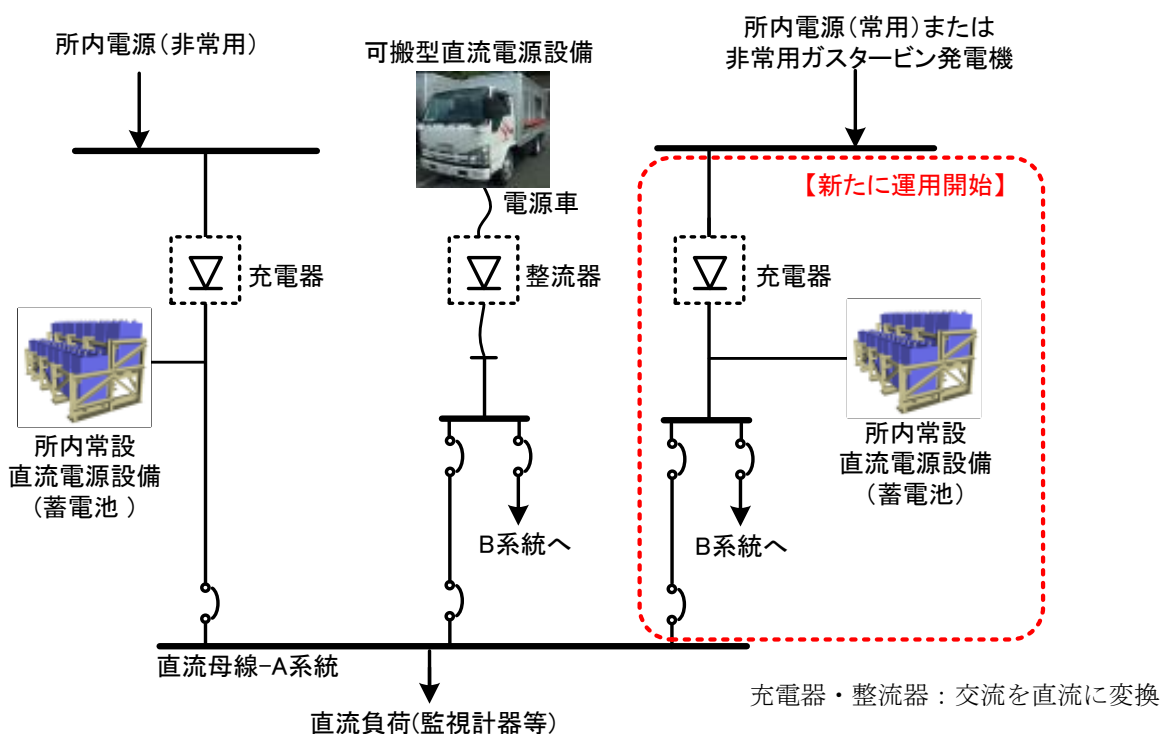 所内電源(非常用)
可搬型直流電源設備
所内電源(常用)または
非常用ガスタービン発電機
【新たに運用開始】
電源車
充電器
整流器
充電器
所内常設
直流電源設備
(蓄電池 )
所内常設
直流電源設備
(蓄電池)
B系統へ
B系統へ
直流母線-A系統
充電器・整流器：交流を直流に変換
直流負荷(監視計器等)